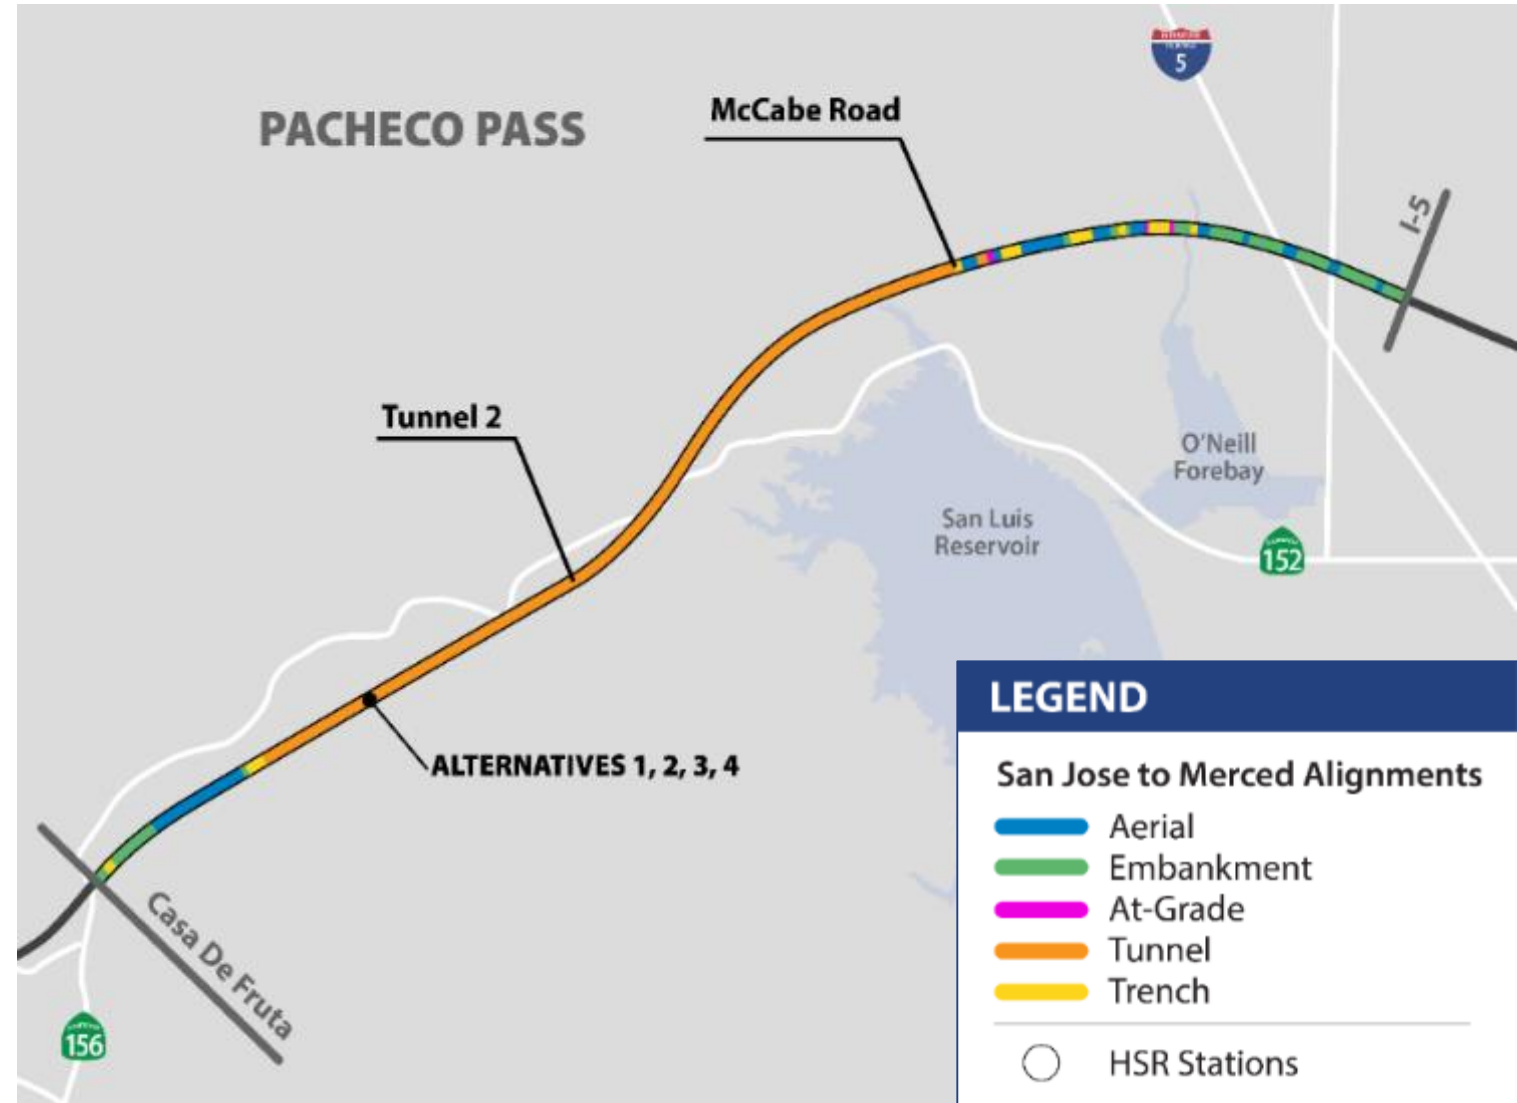 PACHECO PASS
McCabe Road
5
I-5
Tunnel 2
O'Neill
Forebay
San Luis
Reservoir
152
ALTERNATIVES 1, 2, 3, 4
Casa De Fruta
156
LEGEND
San Jose to Merced Alignments
Aerial
Embankment
At-Grade
Tunnel
Trench
HSR Stations